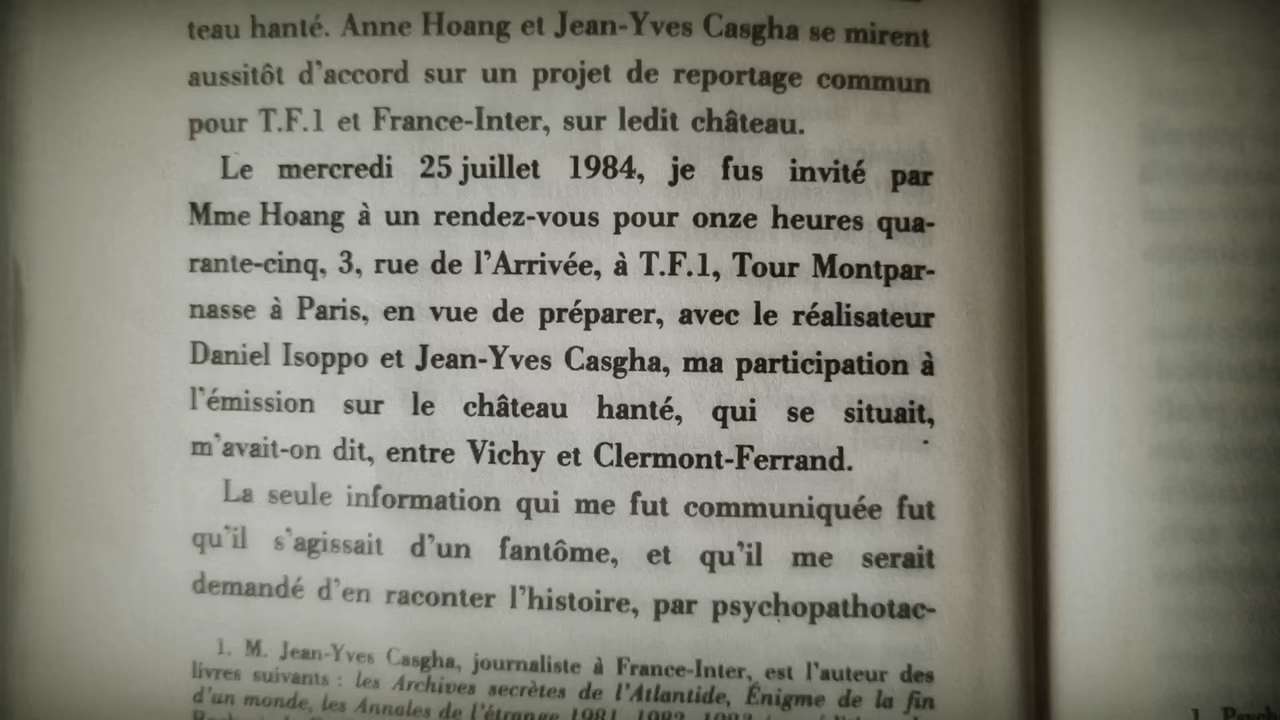 teau hanté. Anne Hoang et Jean-Yves Casgha se mirent
aussitôt d'accord sur un projet de reportage commun
pour T.F.1 et France-Inter, sur ledit château.
Le mercredi 25 juillet 1984, je fus invité par
Mme Hoang à un rendez-vous pour onze heures qua-
rante-cinq, 3, rue de l'Arrivée, à T.F.1, Tour Montpar-
nasse à Paris, en vue de préparer, avec le réalisateur
Daniel Isoppo et Jean-Yves Casgha, ma participation à
l'émission sur le château hanté, qui se situait,
m'avait-on dit, entre Vichy et Clermont-Ferrand.
La seule information qui me fut communiquée fut
qu'il s'agissait d'un fantôme, et qu'il me serait
demandé d'en raconter l'histoire, par psychopathotac-
1. M. Jean-Yves Casgha, journaliste à France-Inter, est l'auteur des
livres suivants : les Archives secrètes de l'Atlantide, Énigme de la fin
d'un monde, les Annales de l'étrange 1981, 1982, 1983